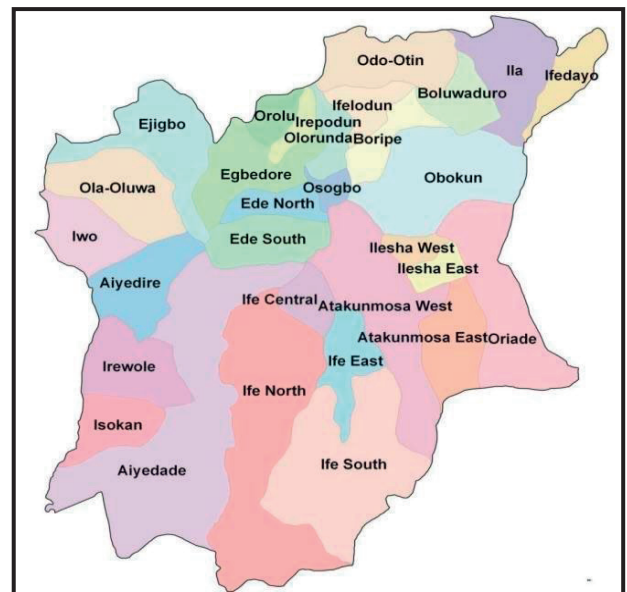 Odo-Otin
Ila
Ifedayo
Boluwaduro
Ifelodun
Orolu
Irepodun
Ejigbo
Olorunda
Boripe
Egbedore
Obokun
Ola-Oluwa
Osogbo
Ede North
Iwo
Ede South
Ilesha West
Ilesha East
Aiyedire
Ife Central
Atakunmosa West
Atakunmosa East
Oriade
Ife East
Irewole
Ife North
Isokan
Ife South
Aiyedade